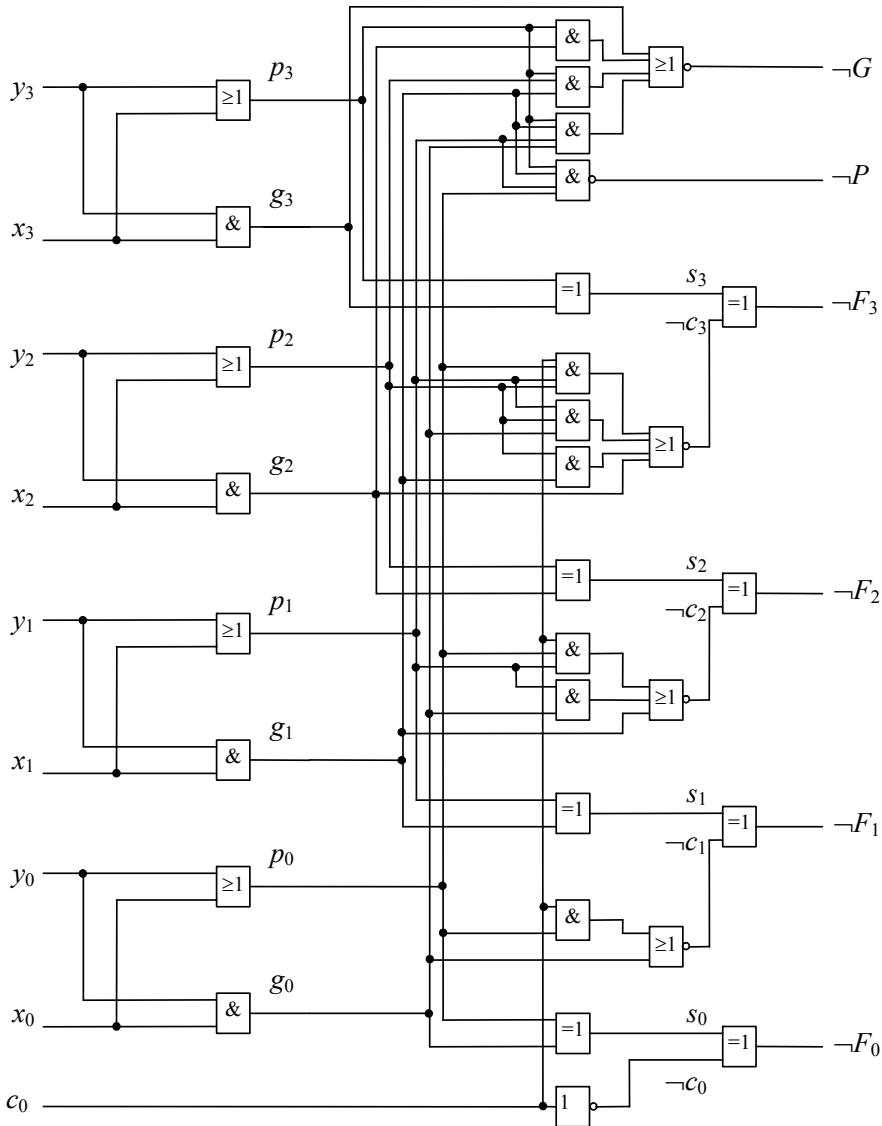 &
≥1
¬G
y₃
≥1
p₃
&
&
&
¬P
x₃
&
g₃
=1
s₃
=1
¬F₃
¬c₃
y₂
≥1
p₂
&
&
≥1
&
x₂
&
g₂
=1
s₂
=1
¬F₂
¬c₂
y₁
≥1
p₁
&
&
≥1
x₁
&
g₁
=1
s₁
=1
¬F₁
¬c₁
y₀
≥1
p₀
&
≥1
x₀
&
g₀
=1
s₀
=1
¬F₀
¬c₀
c₀
1